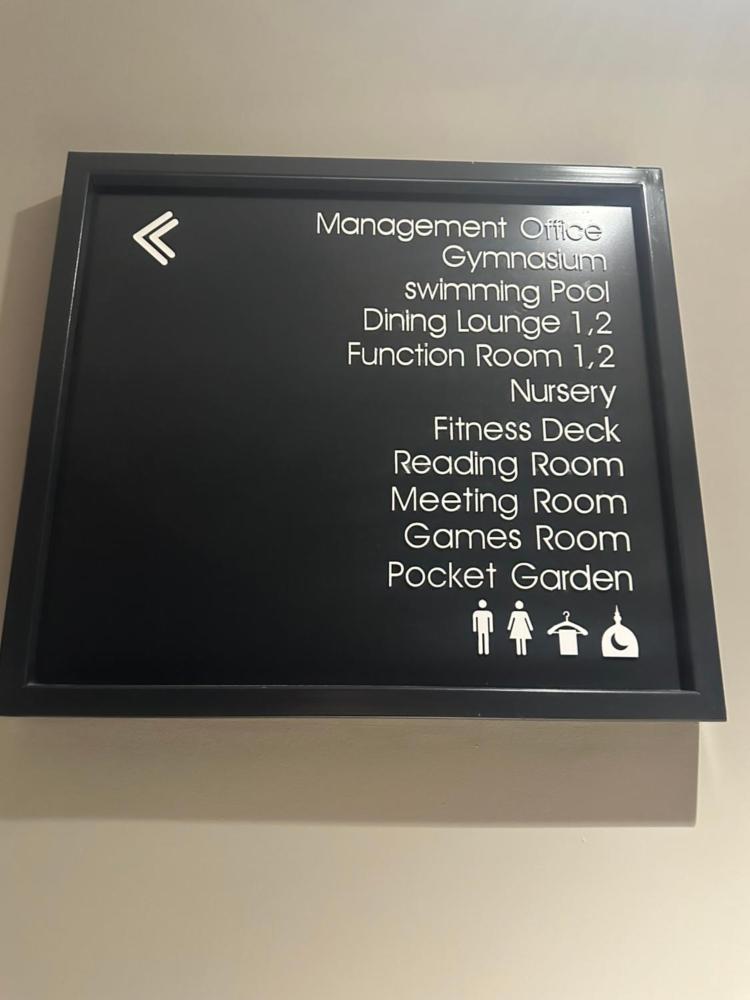 Management Office
Gymnasium
swimming Pool
Dining Lounge 1,2
Function Room 1,2
Nursery
Fitness Deck
Reading Room
Meeting Room
Games Room
Pocket Garden